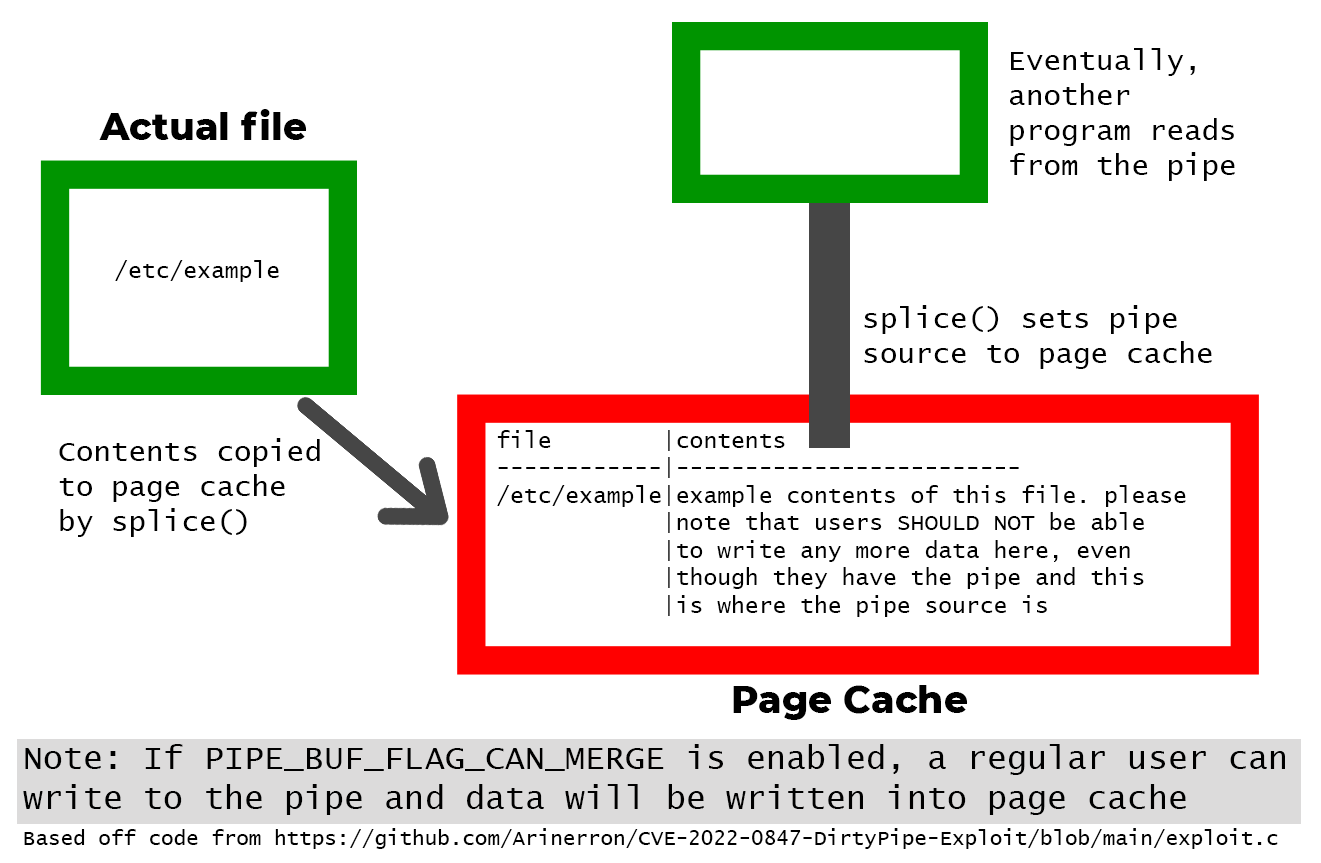 Actual file
/etc/example
Eventually,
another
program reads
from the pipe
splice() sets pipe
source to page cache
Contents copied
to page cache
by splice()
file        |contents
------------|-------------------------
/etc/example|example contents of this file. please
            |note that users SHOULD NOT be able
            |to write any more data here, even
            |though they have the pipe and this
            |is where the pipe source is
Page Cache
Note: If PIPE_BUF_FLAG_CAN_MERGE is enabled, a regular user can
write to the pipe and data will be written into page cache
Based off code from https://github.com/Arinerron/CVE-2022-0847-DirtyPipe-Exploit/blob/main/exploit.c